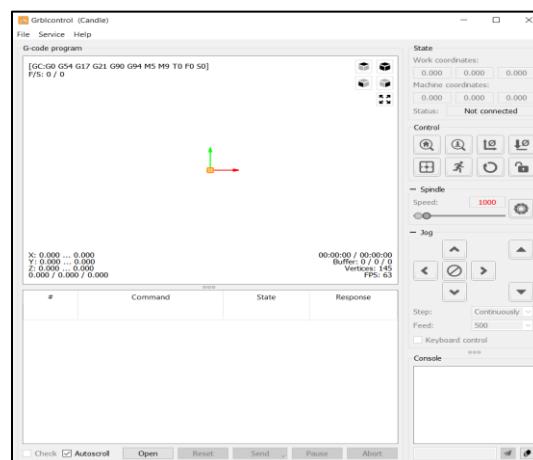 Grblcontrol (Candle)
File Service Help
G-code program
[GC:G0 G54 G17 G21 G90 G94 M5 M9 T0 F0 S0]
F/S: 0 / 0
X: 0.000 ... 0.000
Y: 0.000 ... 0.000
Z: 0.000 ... 0.000
0.000 / 0.000 / 0.000
00:00:00 / 00:00:00
Buffer: 0 / 0 / 0
Vertices: 145
FPS: 63
# Command State Response
Check Autoscroll Open Reset Send Pause Abort
State
Work coordinates:
0.000 0.000 0.000
Machine coordinates:
0.000 0.000 0.000
Status: Not connected
Control
Spindle
Speed: 1000
Jog
Step: Continuously
Feed: 500
Keyboard control
Console